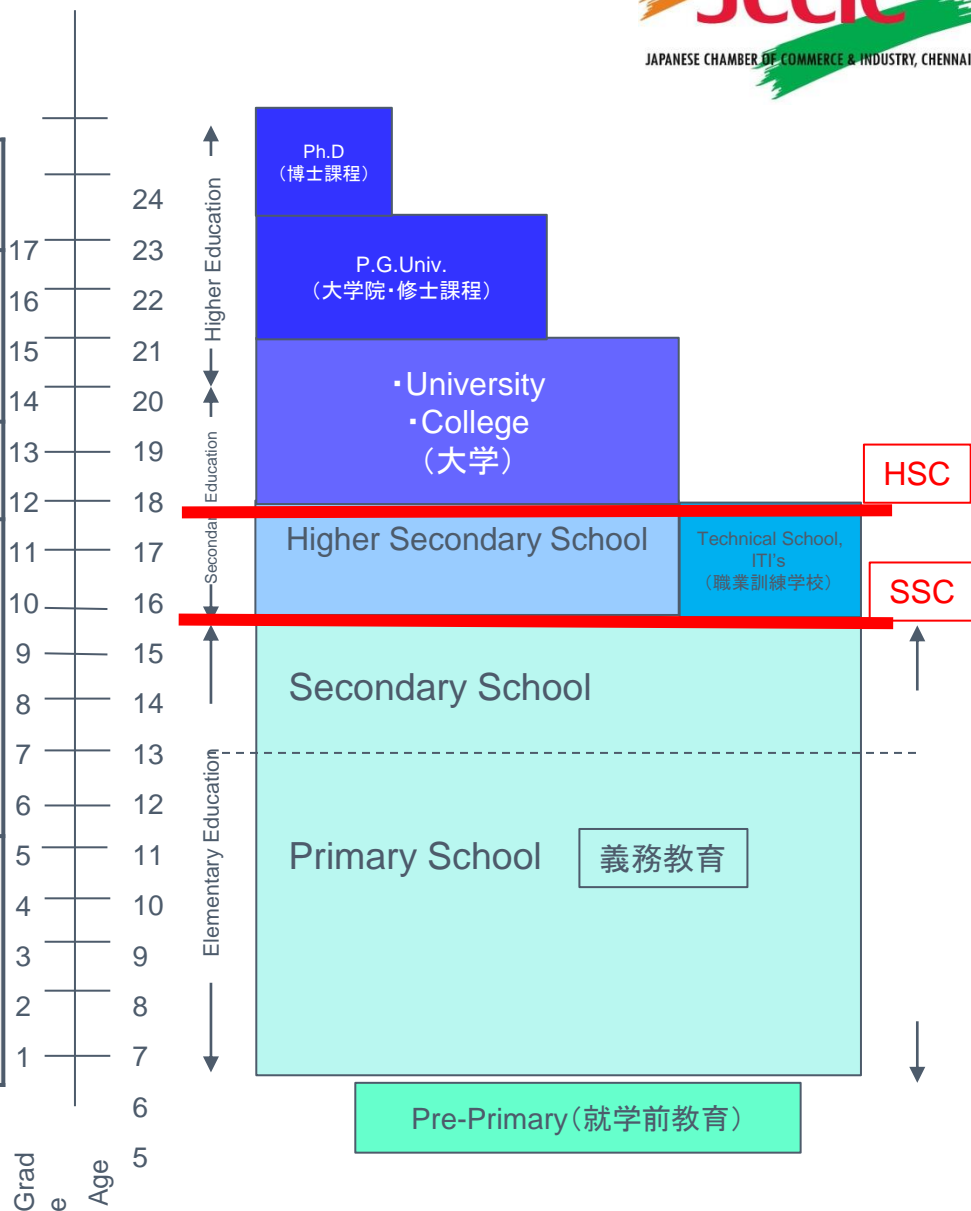 JCCIC
JAPANESE CHAMBER OF COMMERCE & INDUSTRY, CHENNAI
Ph.D
（博士課程）
P.G.Univ.
（大学院・修士課程）
・University
・College
（大学）
HSC
Higher Secondary School
Technical School,
ITI's
（職業訓練学校）
SSC
Secondary School
Primary School
義務教育
Pre-Primary（就学前教育）
Higher Education
Secondary Education
Elementary Education
24
17 23
16 22
15 21
14 20
13 19
12 18
11 17
10 16
9 15
8 14
7 13
6 12
5 11
4 10
3 9
2 8
1 7
6
5
Grad
e
Age